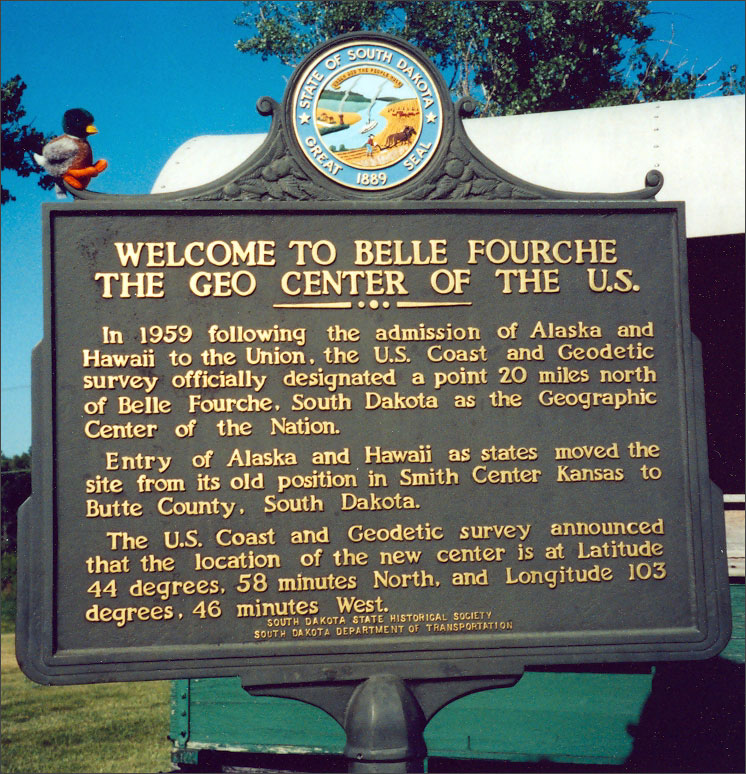 STATE OF SOUTH DAKOTA
UNDER GOD THE PEOPLE RULE
GREAT SEAL
1889
WELCOME TO BELLE FOURCHE
THE GEO CENTER OF THE U.S.
In 1959 following the admission of Alaska and
Hawaii to the Union, the U.S. Coast and Geodetic
survey officially designated a point 20 miles north
of Belle Fourche, South Dakota as the Geographic
Center of the Nation.
Entry of Alaska and Hawaii as states moved the
site from its old position in Smith Center Kansas to
Butte County, South Dakota.
The U.S. Coast and Geodetic survey announced
that the location of the new center is at Latitude
44 degrees, 58 minutes North, and Longitude 103
degrees, 46 minutes West.
SOUTH DAKOTA STATE HISTORICAL SOCIETY
SOUTH DAKOTA DEPARTMENT OF TRANSPORTATION